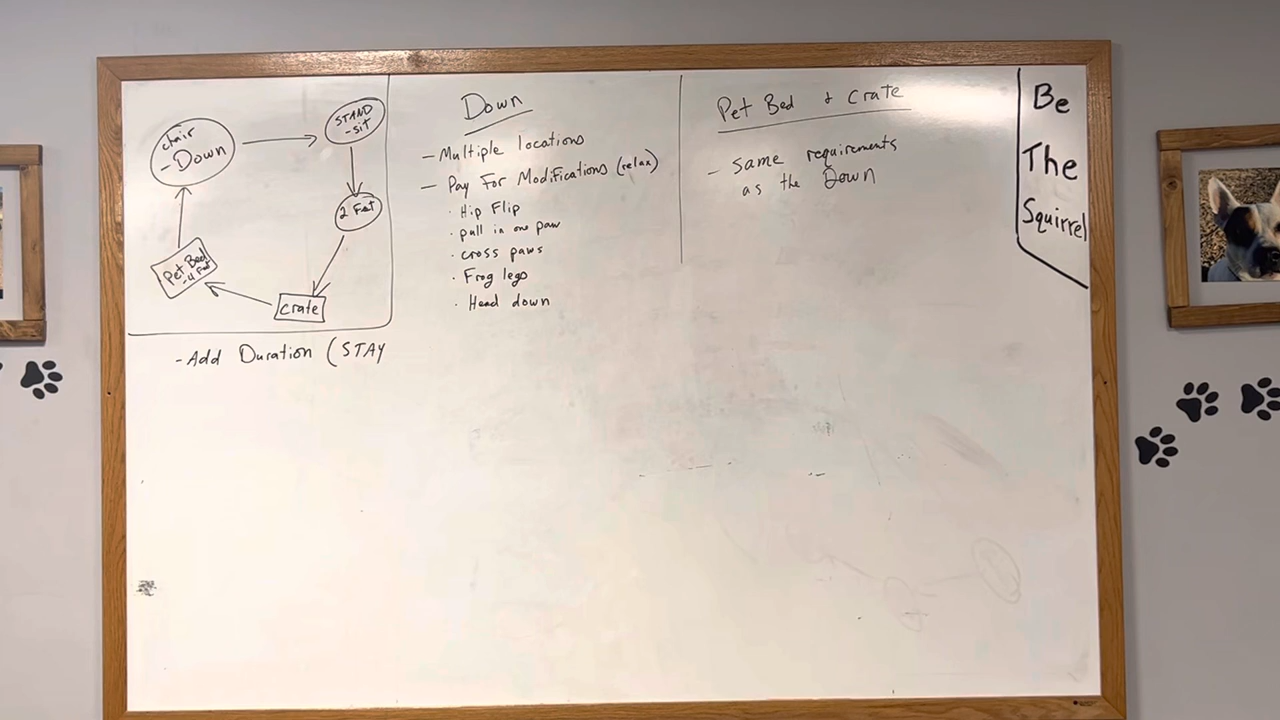 chair
- Down
STAND
- sit
2 Feet
crate
Pet Bed
- 4 Feet
- Add Duration (STAY
Down
- Multiple locations
- Pay For Modifications (relax)
· Hip Flip
· pull in one paw
· cross paws
· Frog legs
· Head down
Pet Bed & crate
- same requirements
as the Down
Be
The
Squirrel